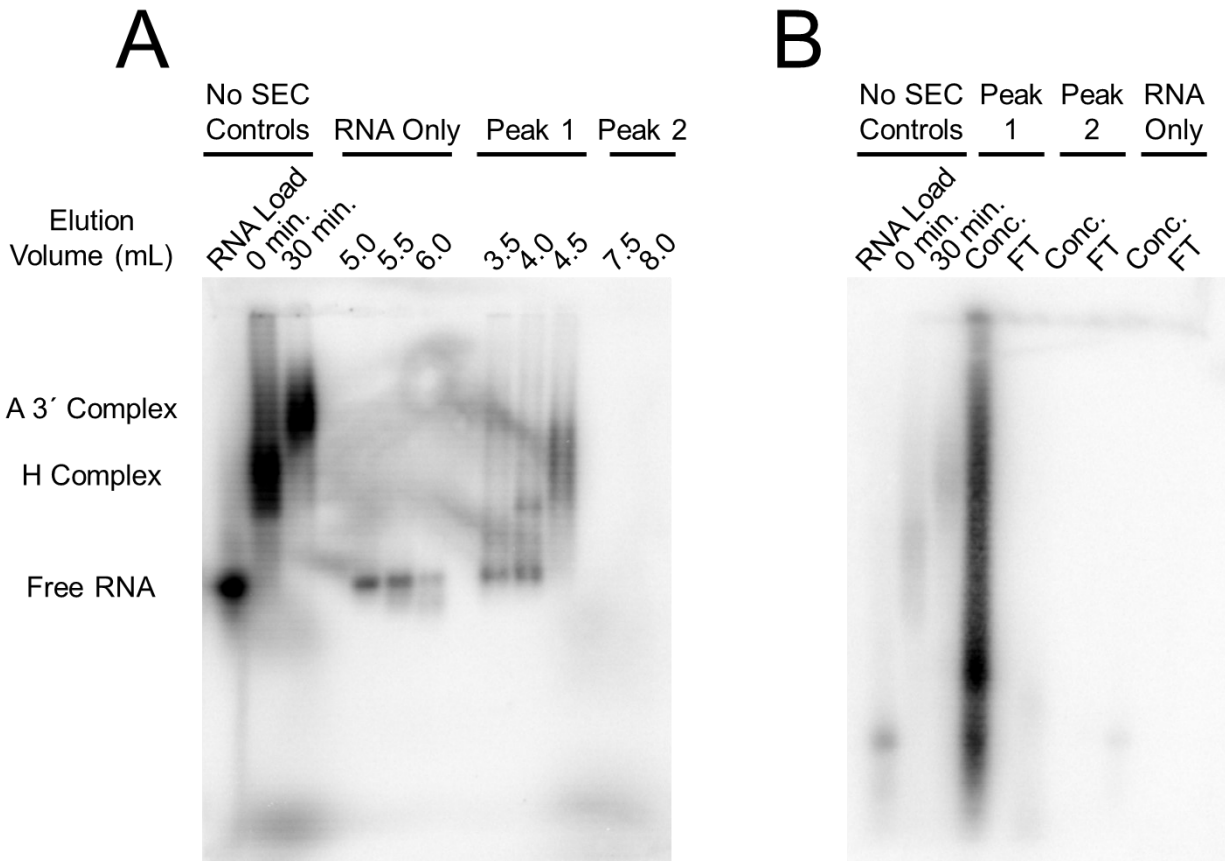 A
B
No SEC
Controls
RNA Only
Peak 1
Peak 2
No SEC
Controls
Peak
1
Peak
2
RNA
Only
Elution
Volume (mL)
RNA Load
0 min.
30 min.
5.0
5.5
6.0
3.5
4.0
4.5
7.5
8.0
RNA Load
0 min.
30 min.
Conc.
FT
Conc.
FT
Conc.
FT
A 3´ Complex
H Complex
Free RNA